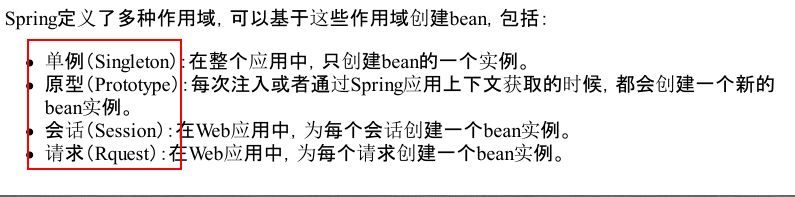 Spring定义了多种作用域，可以基于这些作用域创建bean，包括：
单例（Singleton）：在整个应用中，只创建bean的一个实例。
原型（Prototype）：每次注入或者通过Spring应用上下文获取的时候，都会创建一个新的
bean实例。
会话（Session）：在Web应用中，为每个会话创建一个bean实例。
请求（Rquest）：在Web应用中，为每个请求创建一个bean实例。